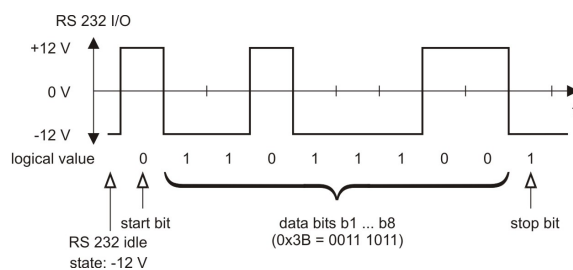 RS 232 I/O
+12 V
0 V
-12 V
logical value 0 1 1 0 1 1 1 0 0 1
start bit
data bits b1 ... b8
(0x3B = 0011 1011)
stop bit
RS 232 idle
state: -12 V